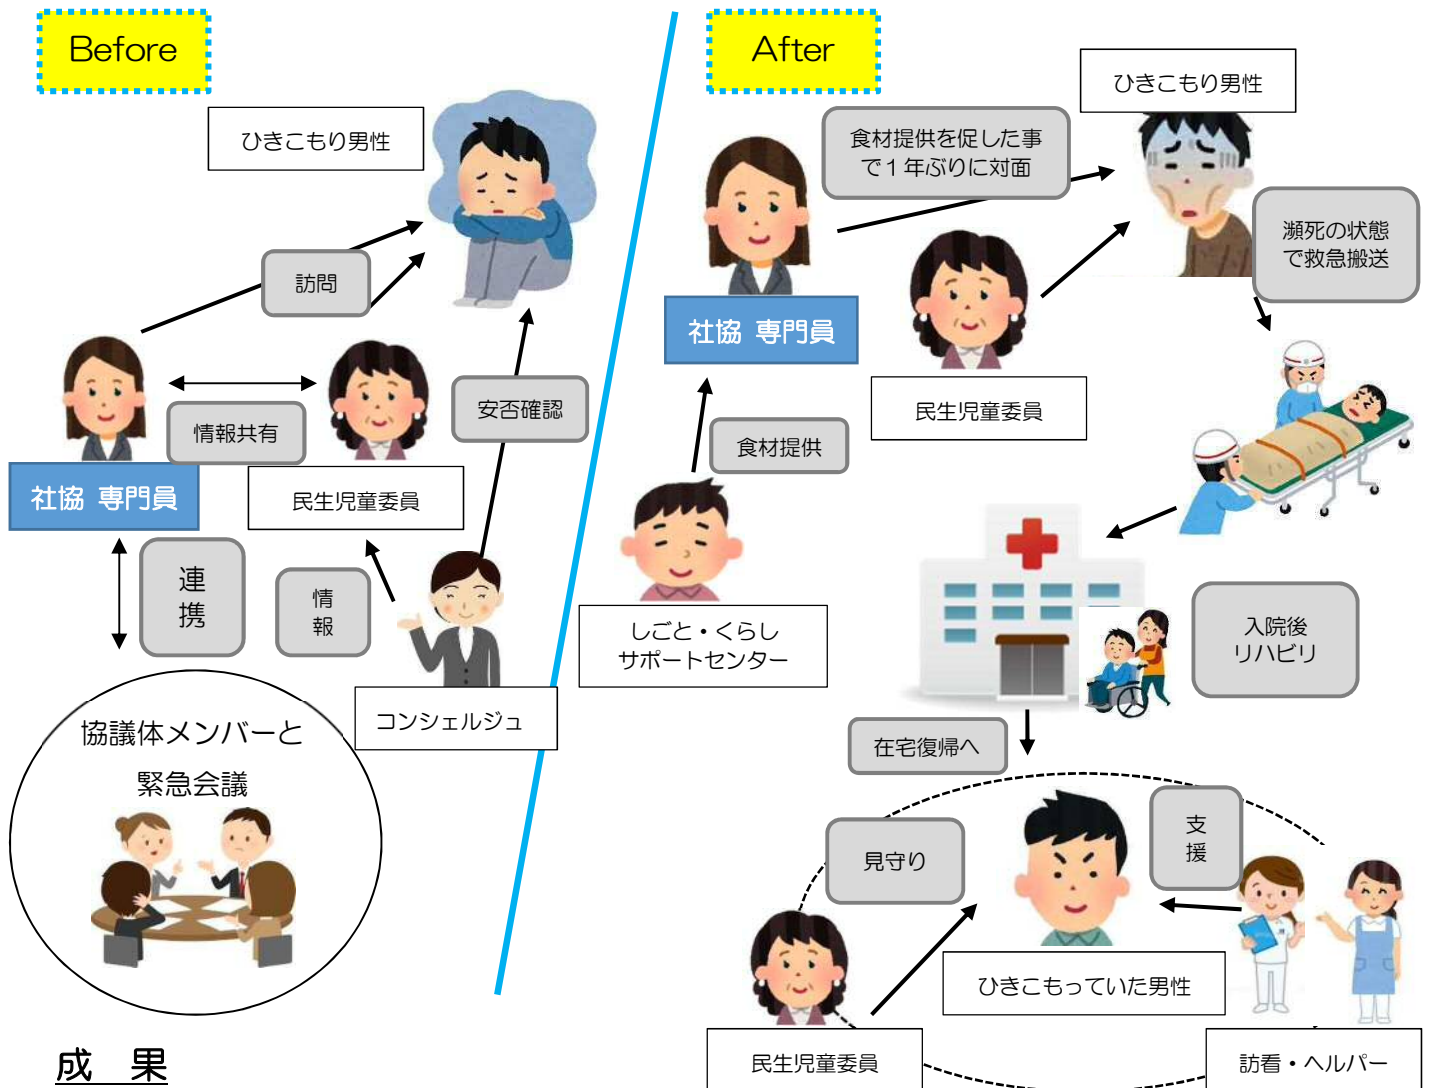 Before
ひきこもり男性
訪問
情報共有
安否確認
社協 専門員
民生児童委員
連
携
情
報
コンシェルジュ
協議体メンバーと
緊急会議
成　果
After
ひきこもり男性
食材提供を促した事
で１年ぶりに対面
瀕死の状態
で救急搬送
社協 専門員
民生児童委員
食材提供
しごと・くらし
サポートセンター
入院後
リハビリ
在宅復帰へ
見守り
支
援
ひきこもっていた男性
民生児童委員
訪看・ヘルパー